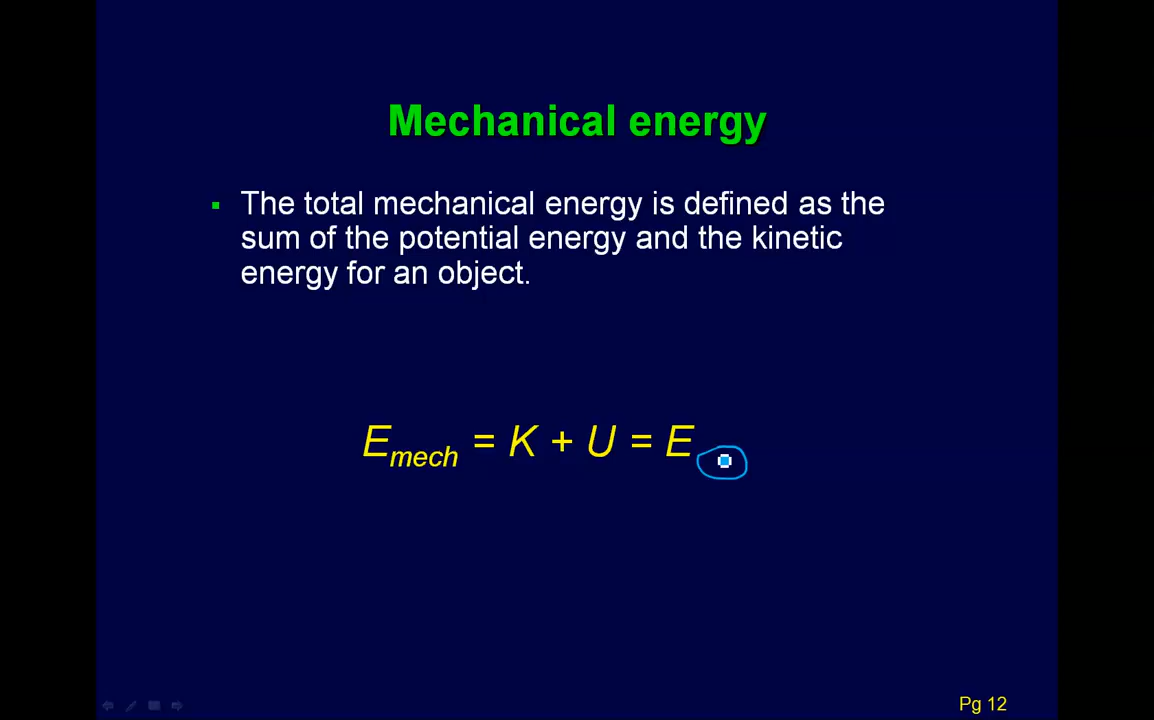 Mechanical energy
▪ The total mechanical energy is defined as the
sum of the potential energy and the kinetic
energy for an object.
E_mech = K + U = E
Pg 12